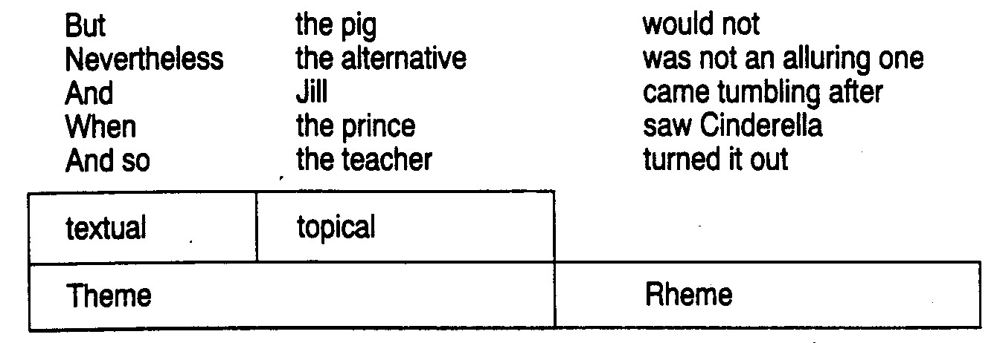 But the pig would not
Nevertheless the alternative was not an alluring one
And Jill came tumbling after
When the prince saw Cinderella
And so the teacher turned it out
textual topical
Theme Rheme